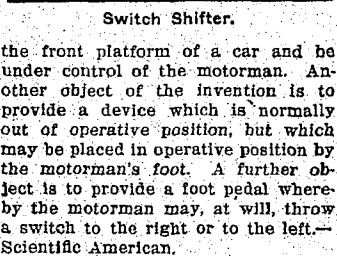 Switch Shifter.
the front platform of a car and be
under control of the motorman. An-
other object of the invention is to
provide a device which is normally
out of operative position, but which
may be placed in operative position by
the motorman's foot. A further ob-
ject is to provide a foot pedal where-
by the motorman may, at will, throw
a switch to the right or to the left.—
Scientific American.